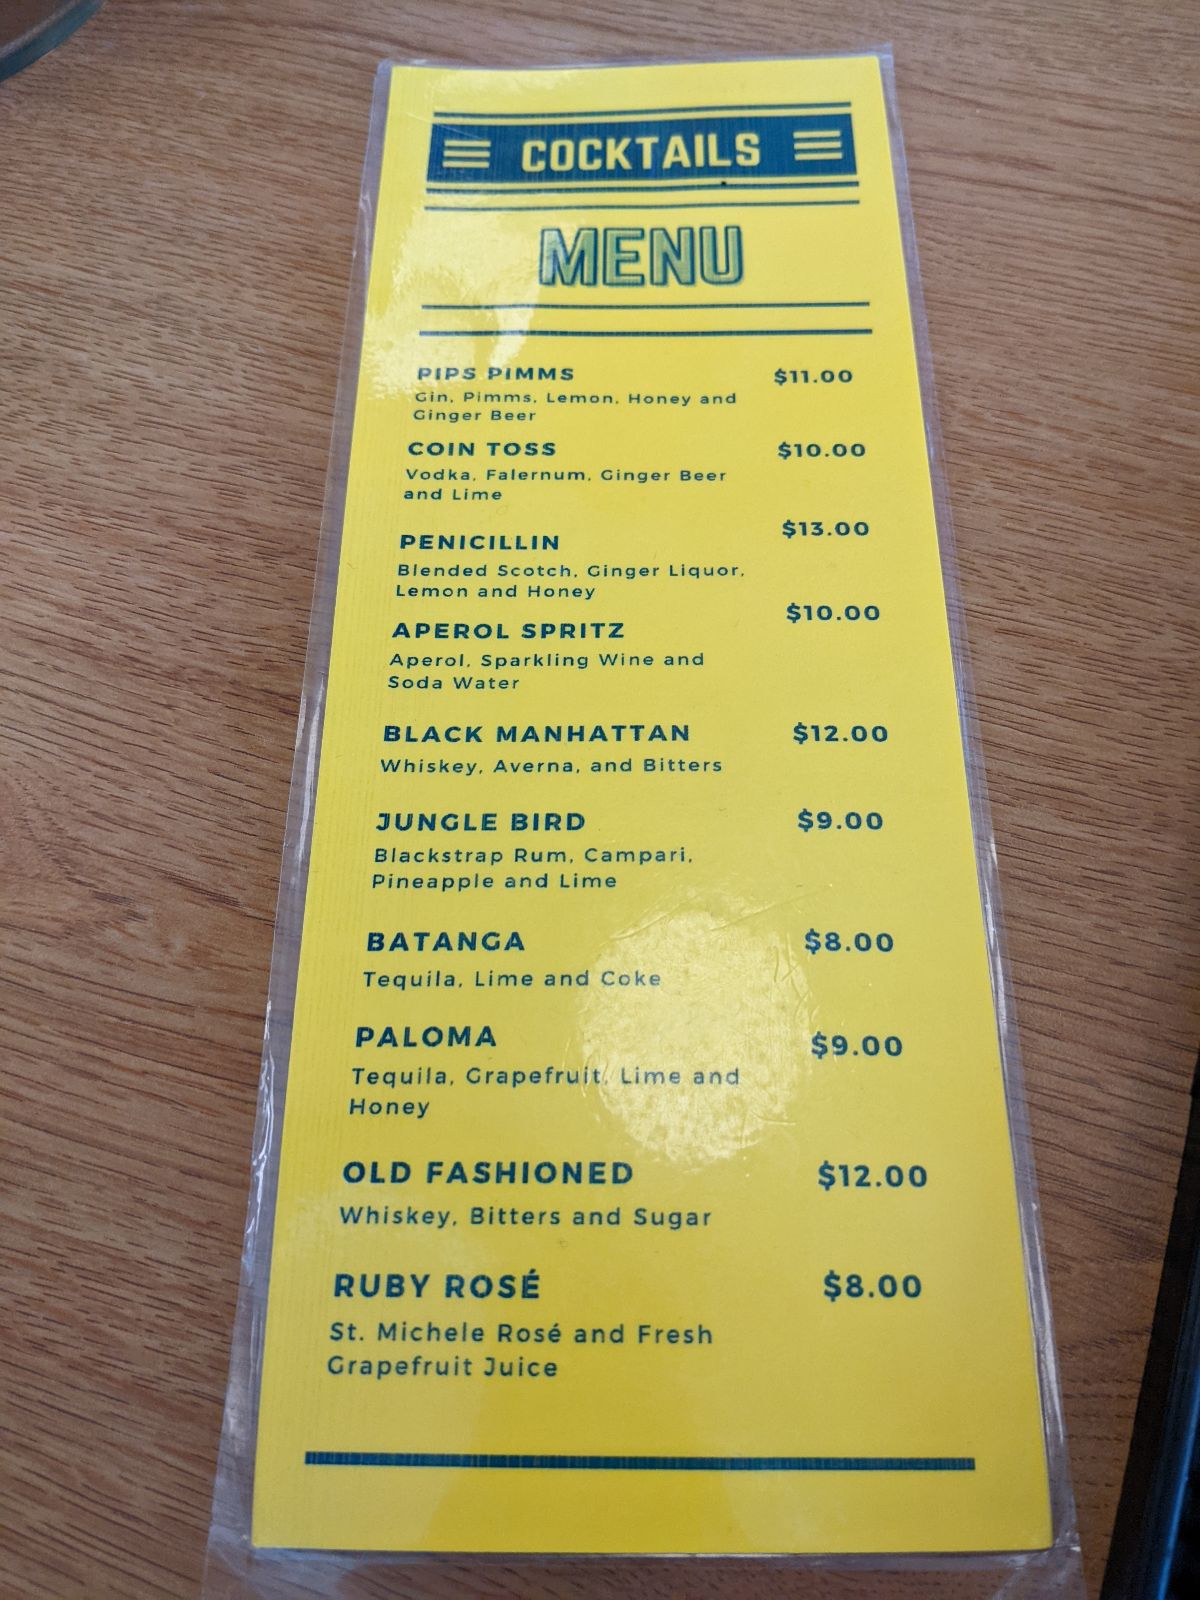 COCKTAILS
MENU
PIPS PIMMS $11.00
Gin, Pimms, Lemon, Honey and
Ginger Beer
COIN TOSS $10.00
Vodka, Falernum, Ginger Beer
and Lime
PENICILLIN $13.00
Blended Scotch, Ginger Liquor,
Lemon and Honey
APEROL SPRITZ $10.00
Aperol, Sparkling Wine and
Soda Water
BLACK MANHATTAN $12.00
Whiskey, Averna, and Bitters
JUNGLE BIRD $9.00
Blackstrap Rum, Campari,
Pineapple and Lime
BATANGA $8.00
Tequila, Lime and Coke
PALOMA $9.00
Tequila, Grapefruit, Lime and
Honey
OLD FASHIONED $12.00
Whiskey, Bitters and Sugar
RUBY ROSÉ $8.00
St. Michele Rosé and Fresh
Grapefruit Juice